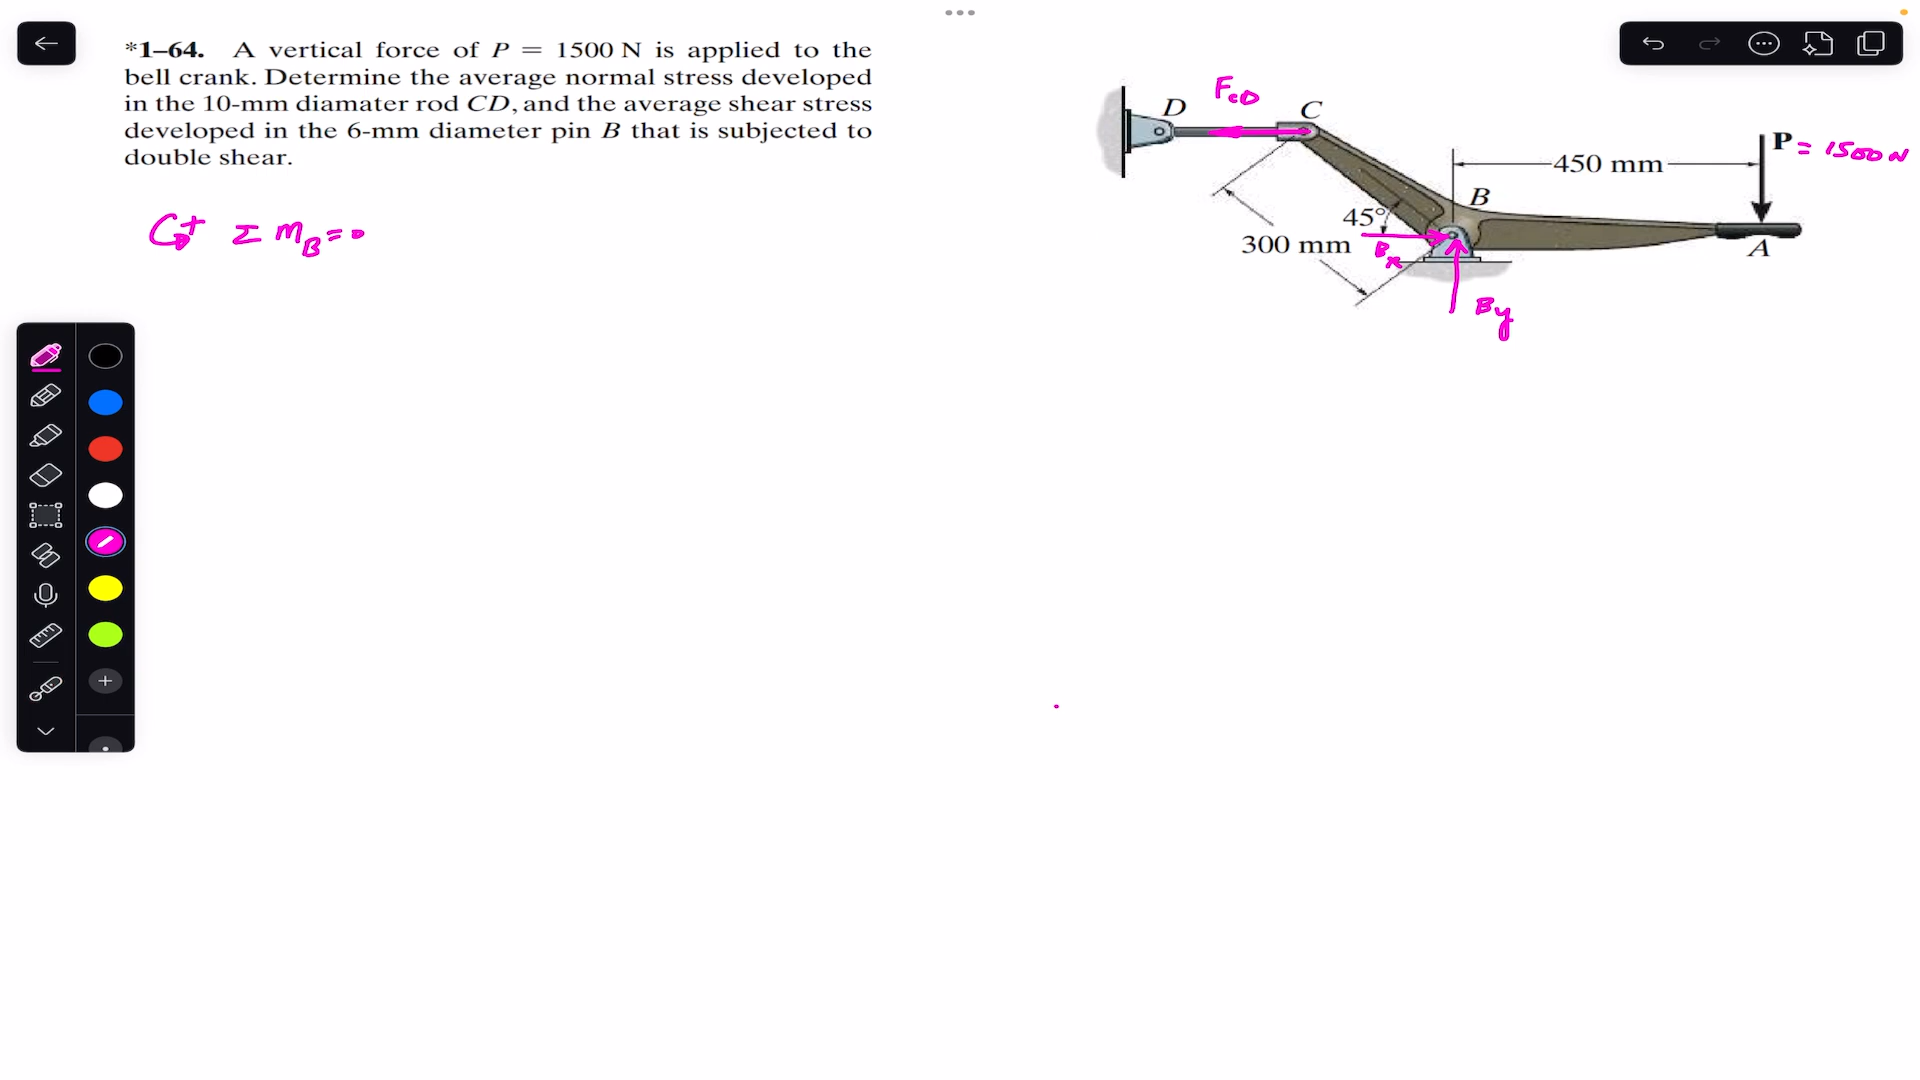 *1–64. A vertical force of P = 1500 N is applied to the
bell crank. Determine the average normal stress developed
in the 10-mm diamater rod CD, and the average shear stress
developed in the 6-mm diameter pin B that is subjected to
double shear.
+ Σ M_B = 0
F_CD
D
C
P = 1500 N
450 mm
B
45°
300 mm
B_x
A
B_y